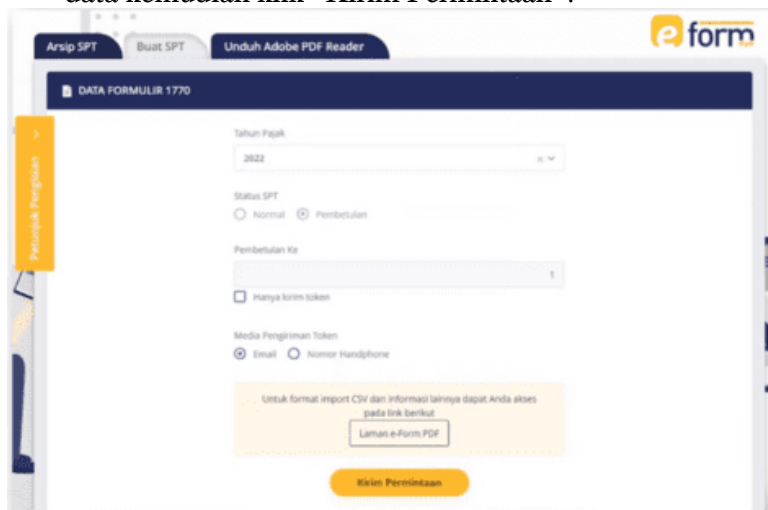 data kemudian klik "Kirim Permintaan".
Arsip SPT
Buat SPT
Unduh Adobe PDF Reader
e form
DATA FORMULIR 1770
Petunjuk Pengisian
Tahun Pajak
2022
Status SPT
Normal Pembetulan
Pembetulan Ke
1
Hanya kirim token
Media Pengiriman Token
Email Nomor Handphone
Untuk format import CSV dan informasi lainnya dapat Anda akses
pada link berikut
Laman e-Form PDF
Kirim Permintaan